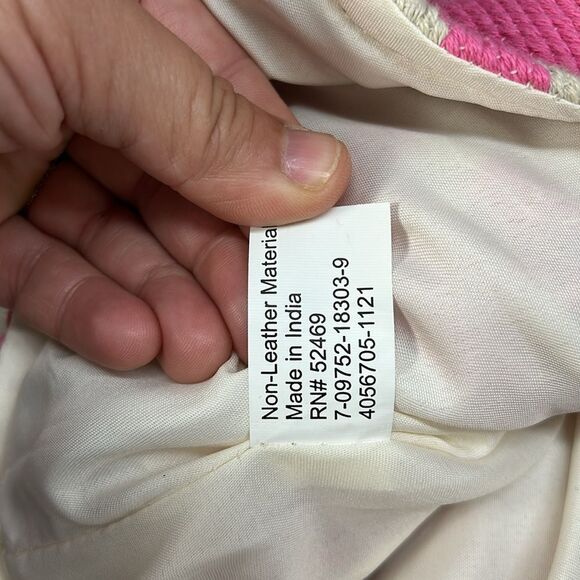 Non-Leather Material
Made in India
RN# 52469
7-09752-18303-9
4056705-1121